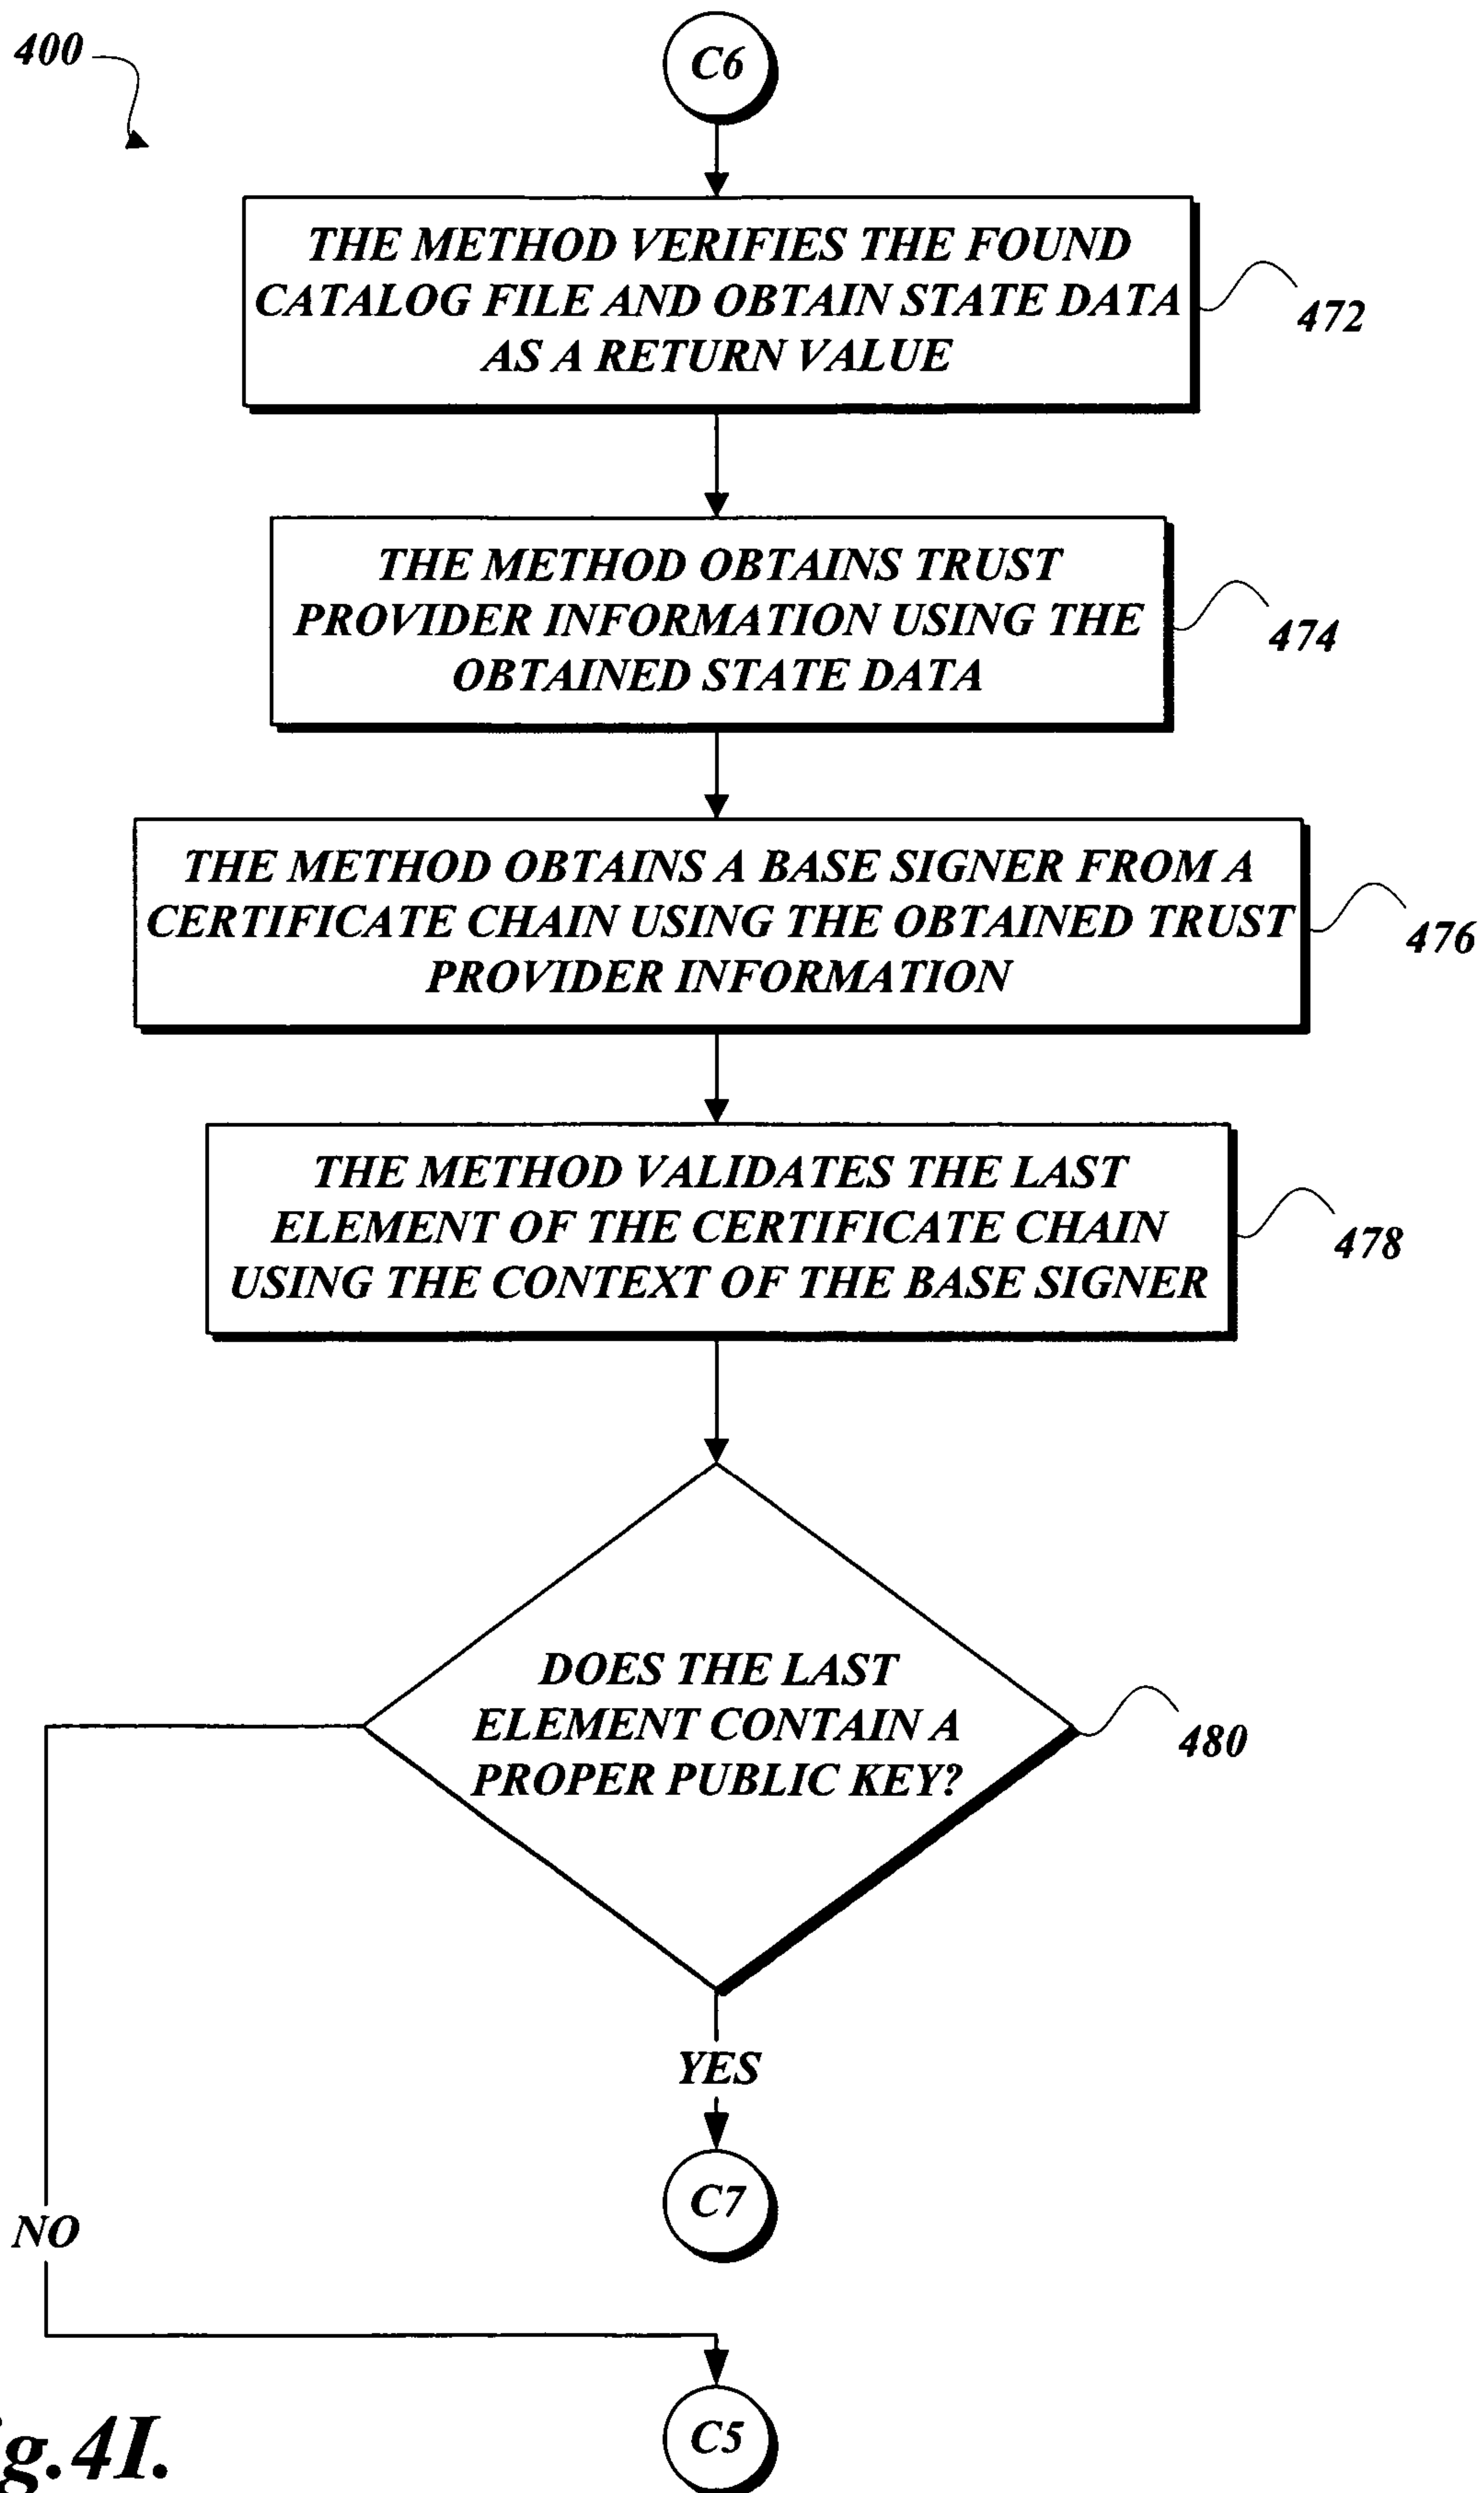 400
C6
THE METHOD VERIFIES THE FOUND
CATALOG FILE AND OBTAIN STATE DATA
AS A RETURN VALUE
472
THE METHOD OBTAINS TRUST
PROVIDER INFORMATION USING THE
OBTAINED STATE DATA
474
THE METHOD OBTAINS A BASE SIGNER FROM A
CERTIFICATE CHAIN USING THE OBTAINED TRUST
PROVIDER INFORMATION
476
THE METHOD VALIDATES THE LAST
ELEMENT OF THE CERTIFICATE CHAIN
USING THE CONTEXT OF THE BASE SIGNER
478
DOES THE LAST
ELEMENT CONTAIN A
PROPER PUBLIC KEY?
480
YES
C7
NO
C5
g.4I.